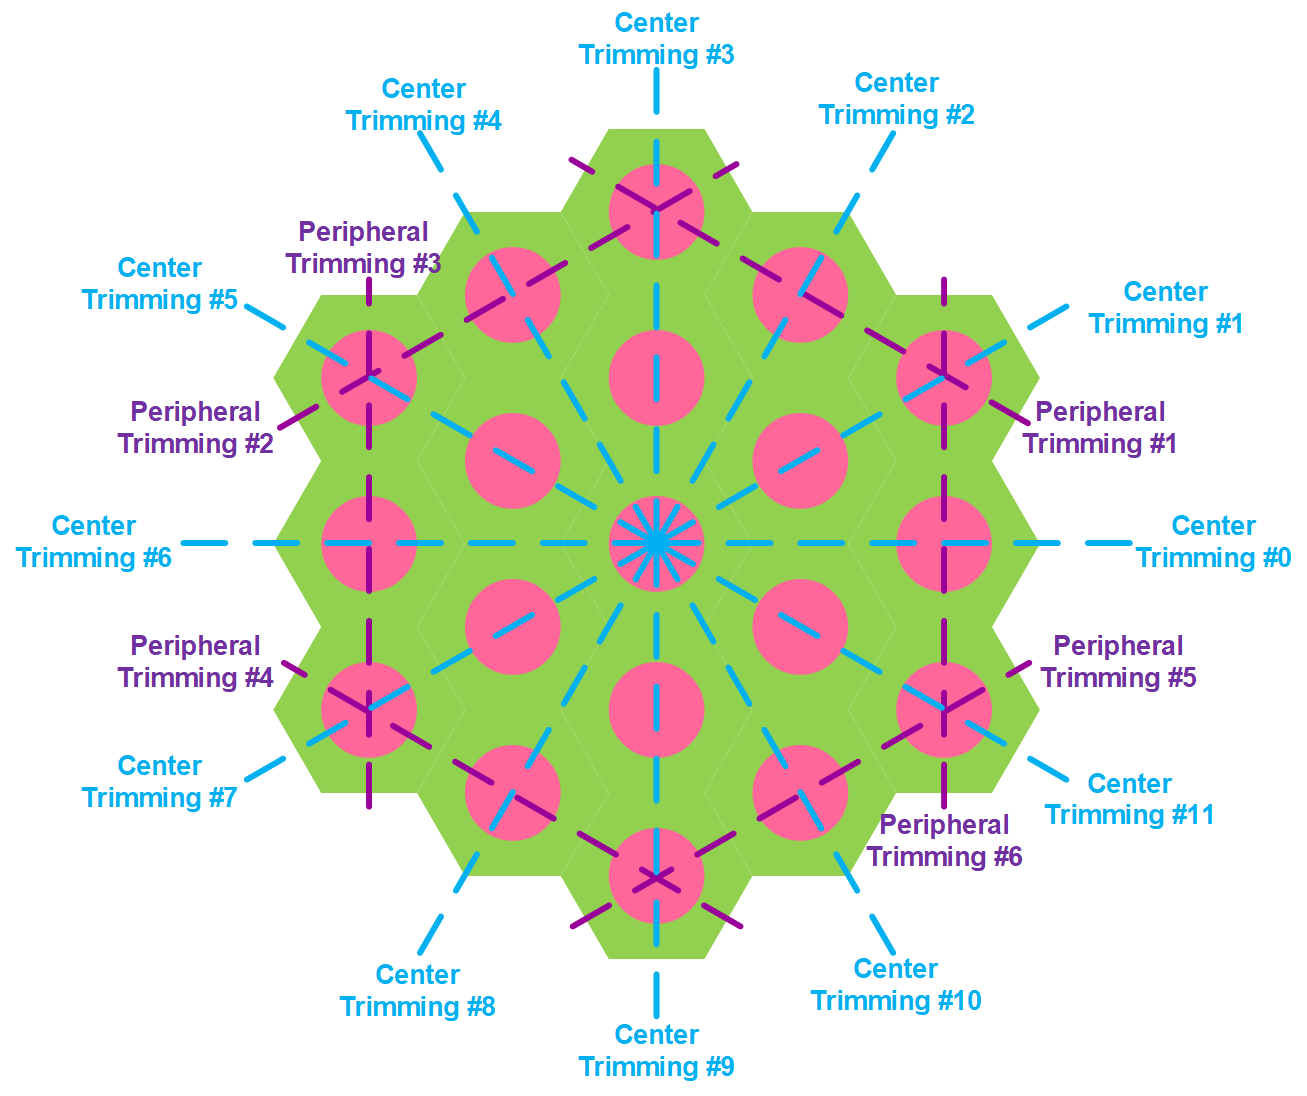 Center
Trimming #3
Center
Trimming #4
Center
Trimming #2
Peripheral
Trimming #3
Center
Trimming #5
Center
Trimming #1
Peripheral
Trimming #2
Peripheral
Trimming #1
Center
Trimming #6
Center
Trimming #0
Peripheral
Trimming #4
Peripheral
Trimming #5
Center
Trimming #7
Center
Trimming #11
Peripheral
Trimming #6
Center
Trimming #8
Center
Trimming #10
Center
Trimming #9